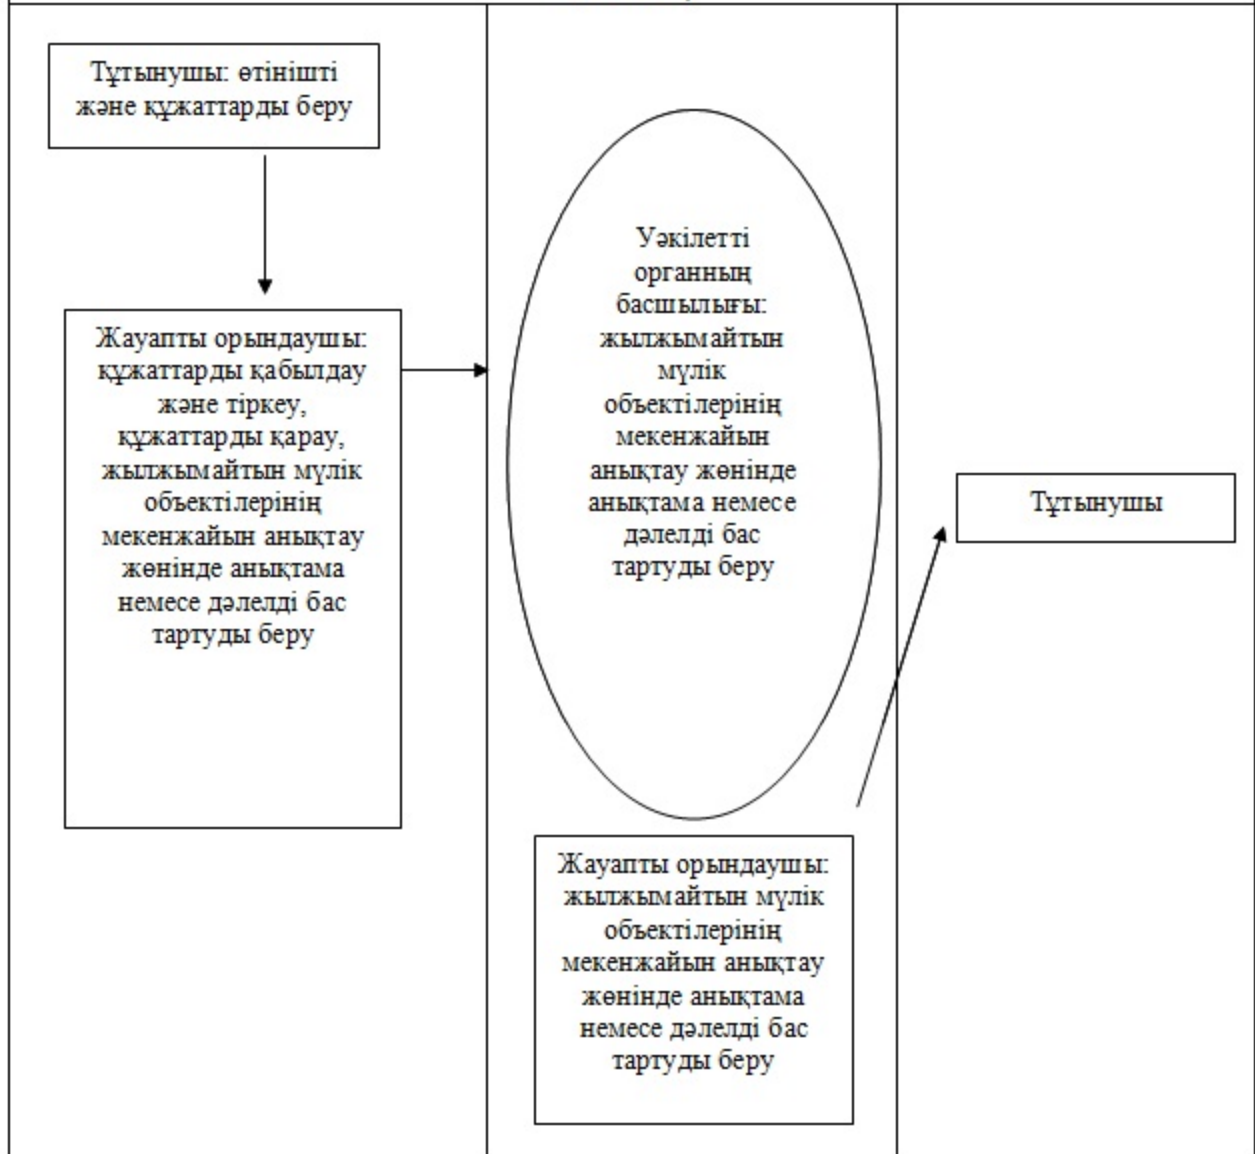 Тұтынушы: өтінішті
және құжаттарды беру
Жауапты орындаушы:
құжаттарды қабылдау
және тіркеу,
құжаттарды қарау,
жылжымайтын мүлік
объектілерінің
мекенжайын анықтау
жөнінде анықтама
немесе дәлелді бас
тартуды беру
Уәкілетті
органның
басшылығы:
жылжымайтын
мүлік
объектілерінің
мекенжайын
анықтау жөнінде
анықтама немесе
дәлелді бас
тартуды беру
Жауапты орындаушы:
жылжымайтын мүлік
объектілерінің
мекенжайын анықтау
жөнінде анықтама
немесе дәлелді бас
тартуды беру
Тұтынушы